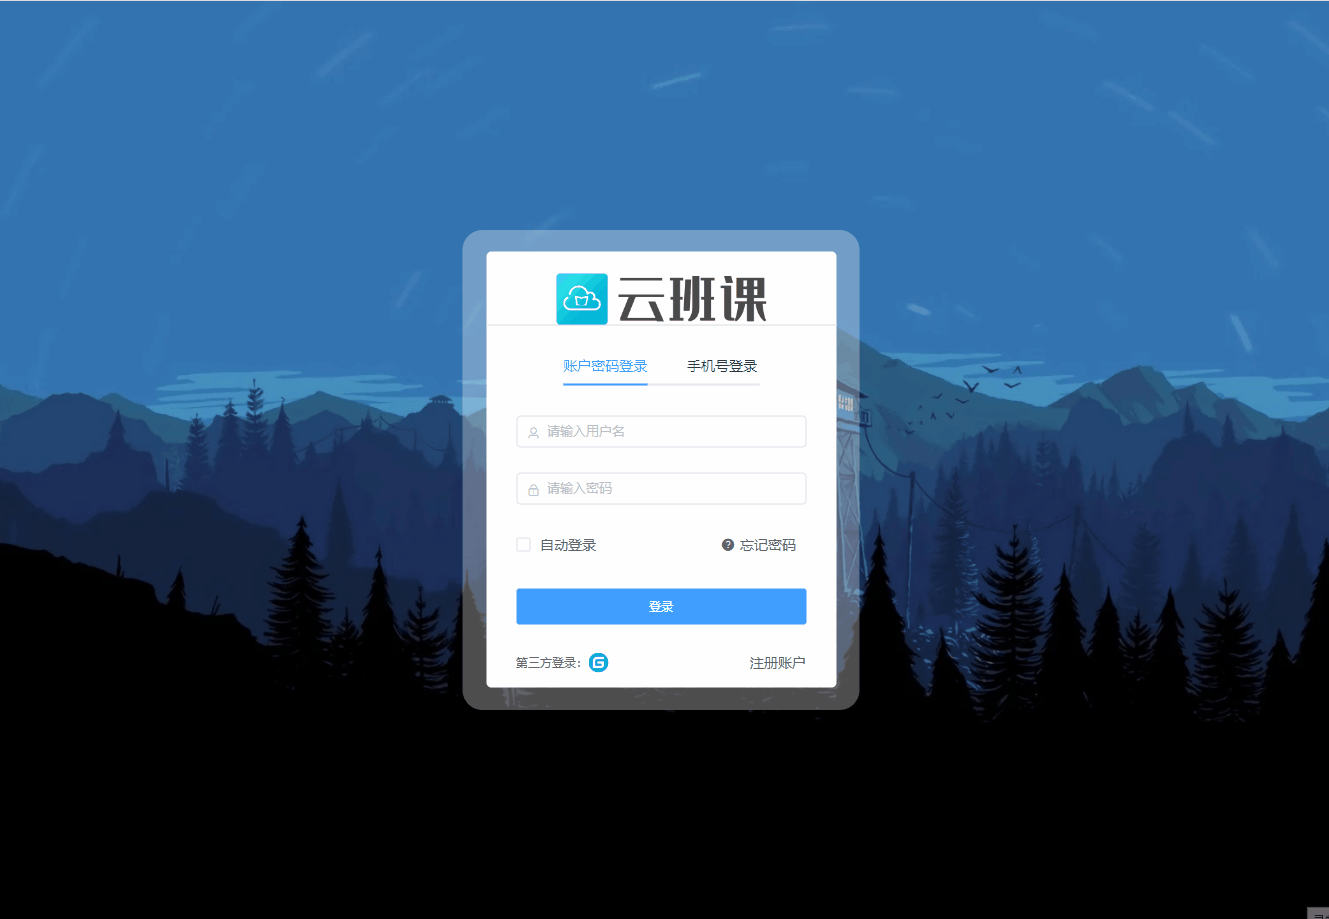 云班课
账户密码登录 手机号登录
请输入用户名
请输入密码
自动登录 忘记密码
登录
第三方登录: 注册账户